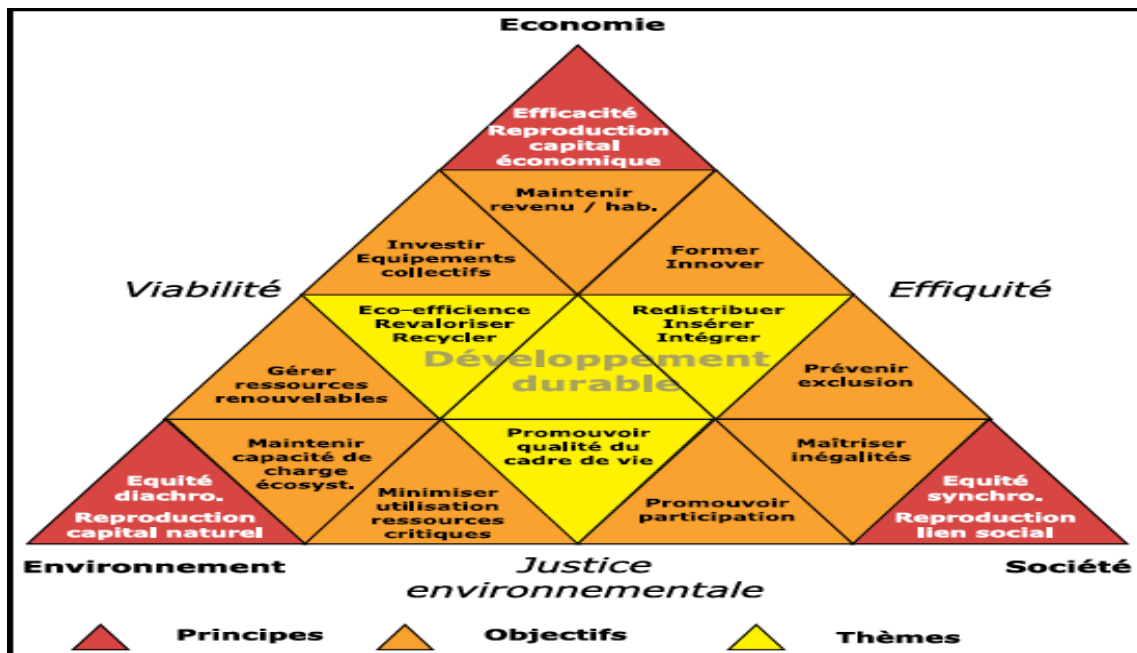 Economie
Efficacité
Reproduction
capital
économique
Maintenir
revenu / hab.
Investir
Equipements
collectifs
Former
Innover
Viabilité
Effiquité
Eco-efficience
Revaloriser
Recycler
Redistribuer
Insérer
Intégrer
Développement
durable
Gérer
ressources
renouvelables
Prévenir
exclusion
Maintenir
capacité de
charge
écosyst.
Promouvoir
qualité du
cadre de vie
Maîtriser
inégalités
Equité
diachro.
Reproduction
capital naturel
Minimiser
utilisation
ressources
critiques
Promouvoir
participation
Equité
synchro.
Reproduction
lien social
Environnement
Justice
environnementale
Société
Principes
Objectifs
Thèmes